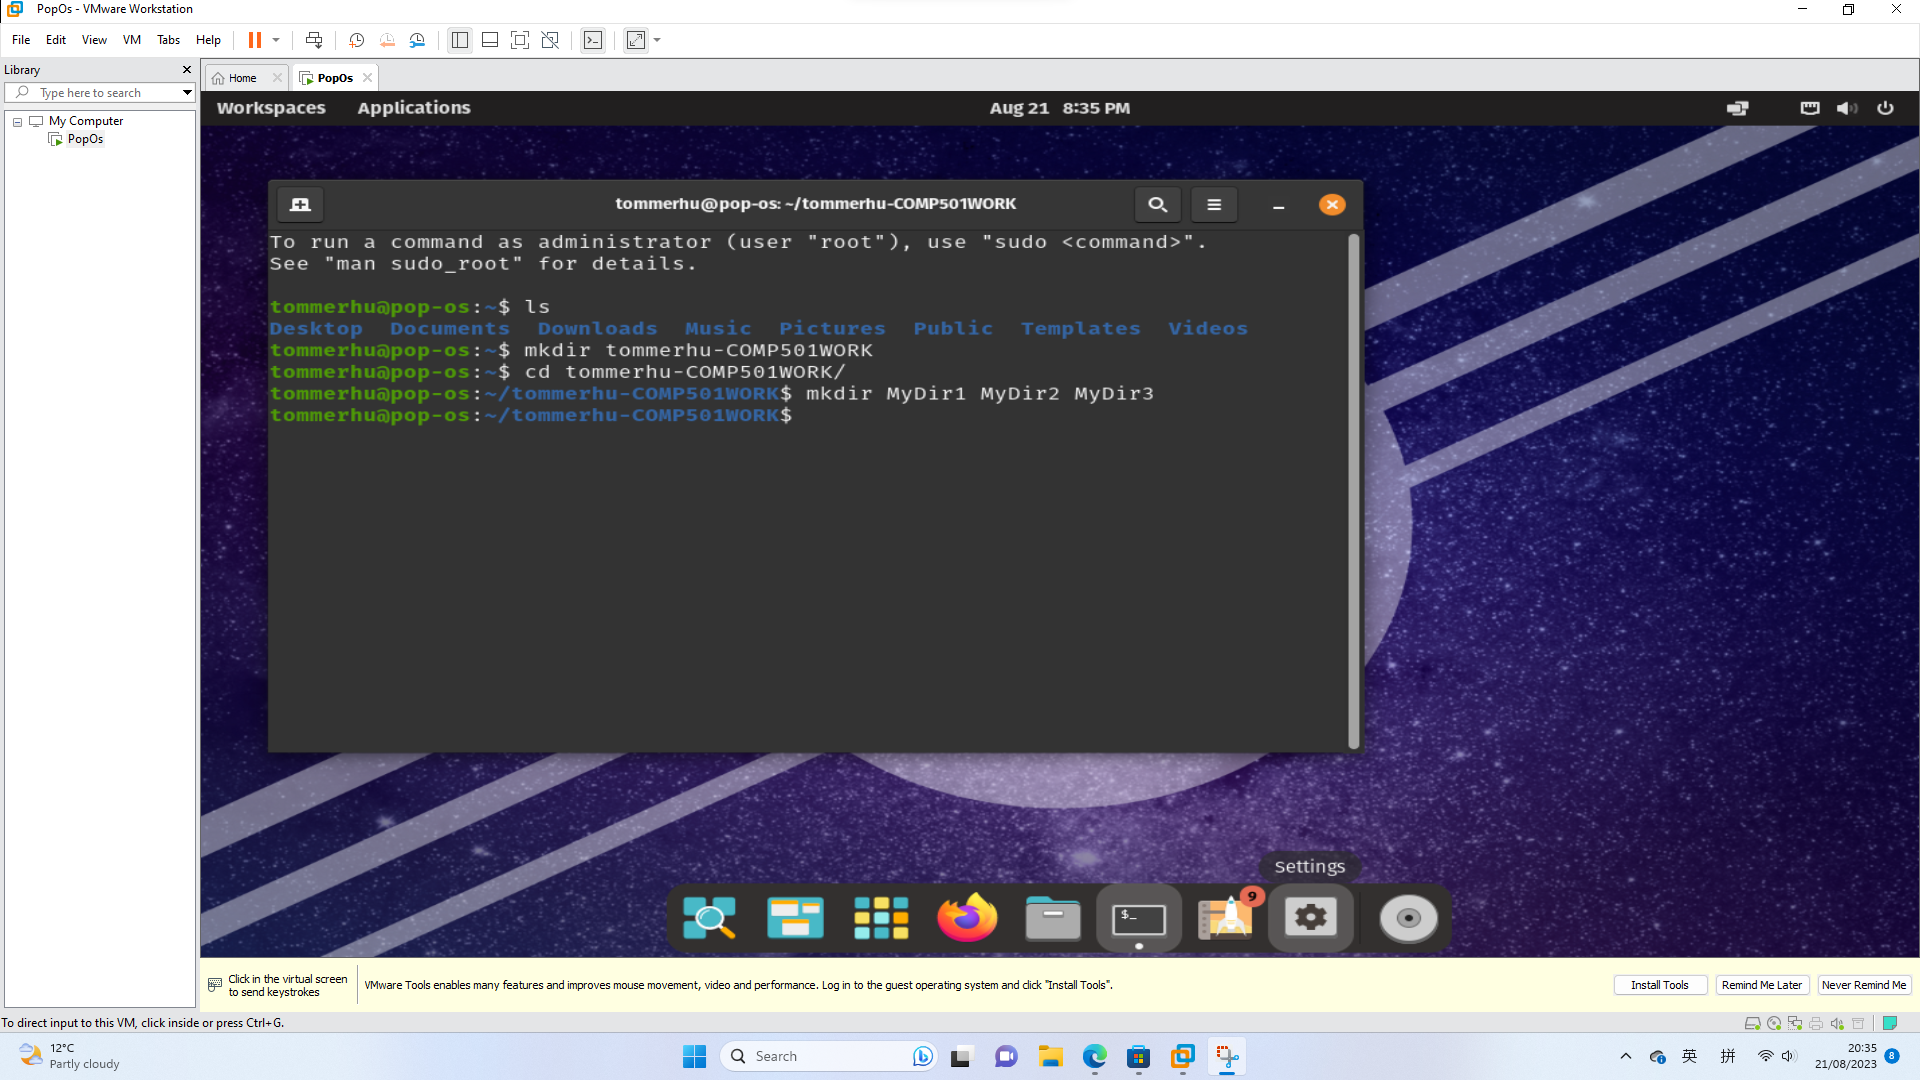 PopOs - VMware Workstation
File Edit View VM Tabs Help
Library
Type here to search
My Computer
PopOs
Home
PopOs
Workspaces Applications Aug 21 8:35 PM
tommerhu@pop-os: ~/tommerhu-COMP501WORK
To run a command as administrator (user "root"), use "sudo <command>".
See "man sudo_root" for details.
tommerhu@pop-os:~$ ls
Desktop Documents Downloads Music Pictures Public Templates Videos
tommerhu@pop-os:~$ mkdir tommerhu-COMP501WORK
tommerhu@pop-os:~$ cd tommerhu-COMP501WORK/
tommerhu@pop-os:~/tommerhu-COMP501WORK$ mkdir MyDir1 MyDir2 MyDir3
tommerhu@pop-os:~/tommerhu-COMP501WORK$
Settings
$_
9
Click in the virtual screen
to send keystrokes
VMware Tools enables many features and improves mouse movement, video and performance. Log in to the guest operating system and click "Install Tools".
Install Tools
Remind Me Later
Never Remind Me
To direct input to this VM, click inside or press Ctrl+G.
12°C
Partly cloudy
Search
英 拼
20:35
21/08/2023
8